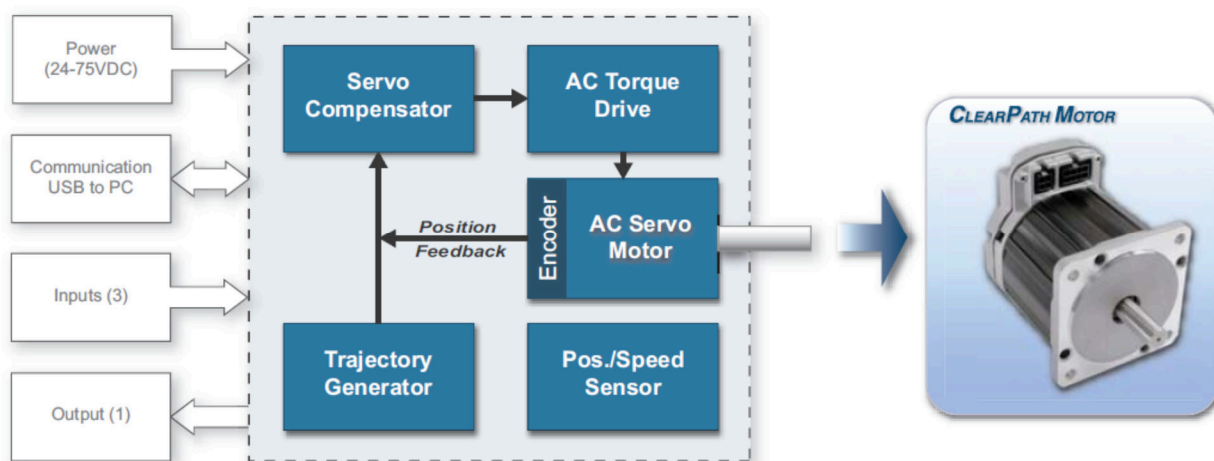 Power
(24-75VDC)
Communication
USB to PC
Inputs (3)
Output (1)
Servo
Compensator
AC Torque
Drive
Position
Feedback
Encoder
AC Servo
Motor
Trajectory
Generator
Pos./Speed
Sensor
CLEARPATH MOTOR